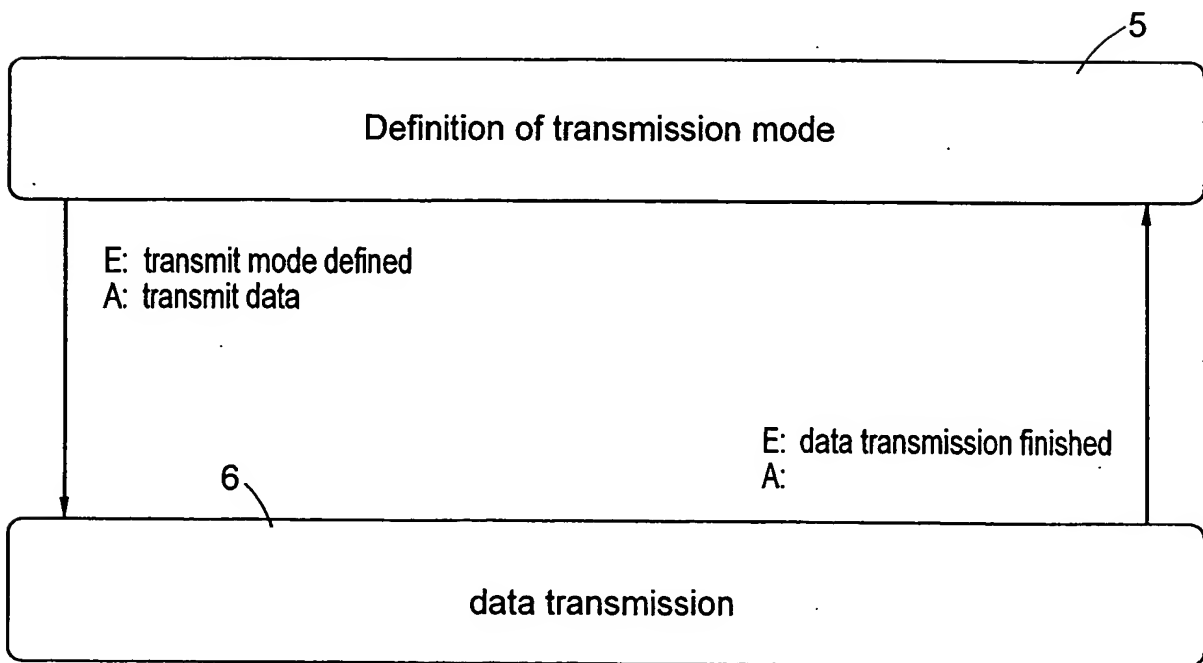 5
Definition of transmission mode
E: transmit mode defined
A: transmit data
E: data transmission finished
A:
6
data transmission